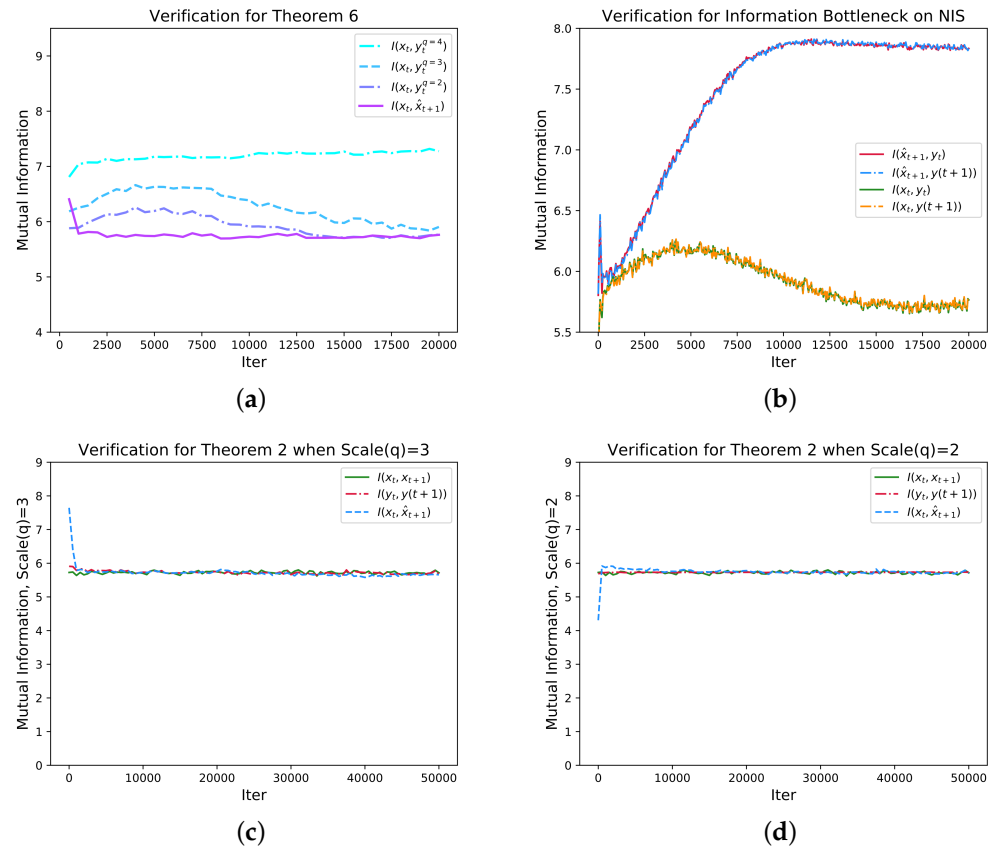 Verification for Theorem 6
Mutual Information
9
8
7
6
5
4
0 2500 5000 7500 10000 12500 15000 17500 20000
Iter
I(x_t, y_t^{q=4})
I(x_t, y_t^{q=3})
I(x_t, y_t^{q=2})
I(x_t, x̂_{t+1})
(a)
Verification for Information Bottleneck on NIS
Mutual Information
8.0
7.5
7.0
6.5
6.0
5.5
0 2500 5000 7500 10000 12500 15000 17500 20000
Iter
I(x̂_{t+1}, y_t)
I(x̂_{t+1}, y(t+1))
I(x_t, y_t)
I(x_t, y(t+1))
(b)
Verification for Theorem 2 when Scale(q)=3
Mutual Information, Scale(q)=3
9
8
7
6
5
4
3
2
1
0
0 10000 20000 30000 40000 50000
Iter
I(x_t, x_{t+1})
I(y_t, y(t+1))
I(x_t, x̂_{t+1})
(c)
Verification for Theorem 2 when Scale(q)=2
Mutual Information, Scale(q)=2
9
8
7
6
5
4
3
2
1
0
0 10000 20000 30000 40000 50000
Iter
I(x_t, x_{t+1})
I(y_t, y(t+1))
I(x_t, x̂_{t+1})
(d)